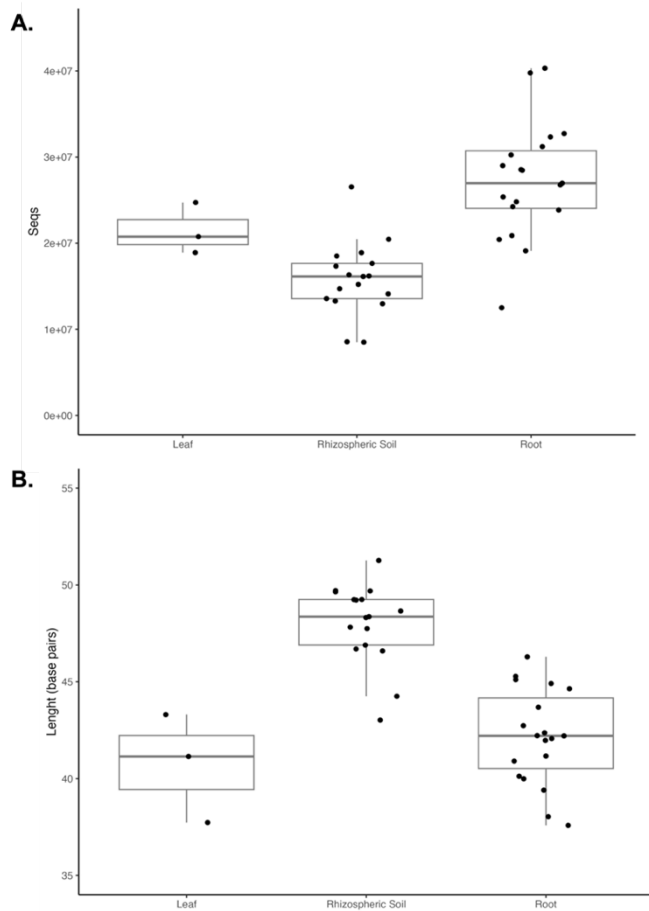 A.
4e+07
3e+07
2e+07
1e+07
0e+00
Seqs
Leaf Rhizospheric Soil Root
B.
55
50
45
40
35
Lenght (base pairs)
Leaf Rhizospheric Soil Root